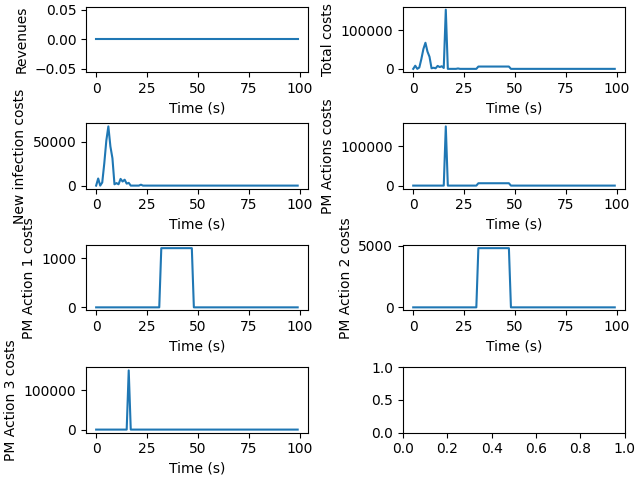 Revenues
0.05
0.00
−0.05
0 25 50 75 100
Time (s)
Total costs
100000
0
0 25 50 75 100
Time (s)
New infection costs
50000
0
0 25 50 75 100
Time (s)
PM Actions costs
100000
0
0 25 50 75 100
Time (s)
PM Action 1 costs
1000
0
0 25 50 75 100
Time (s)
PM Action 2 costs
5000
0
0 25 50 75 100
Time (s)
PM Action 3 costs
100000
0
0 25 50 75 100
Time (s)
1.0
0.5
0.0
0.0 0.2 0.4 0.6 0.8 1.0